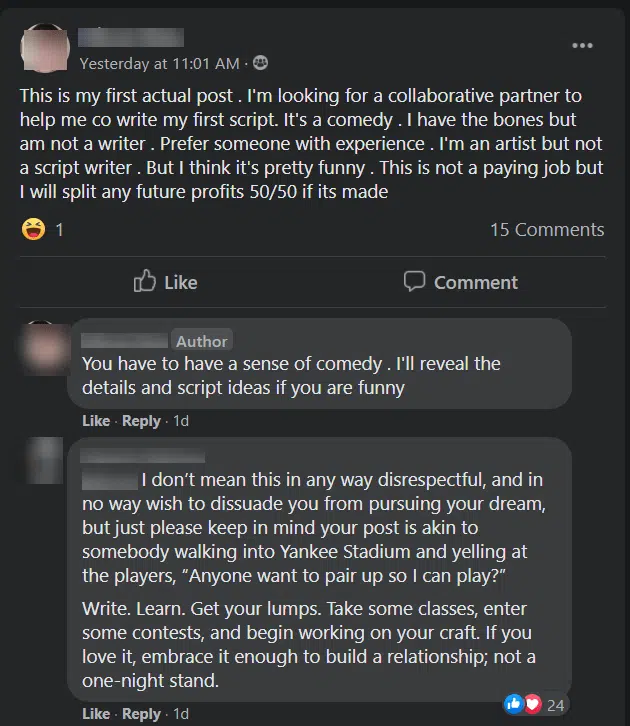 Yesterday at 11:01 AM ·
This is my first actual post . I'm looking for a collaborative partner to
help me co write my first script. It's a comedy . I have the bones but
am not a writer . Prefer someone with experience . I'm an artist but not
a script writer . But I think it's pretty funny . This is not a paying job but
I will split any future profits 50/50 if its made
1
15 Comments
Like
Comment
Author
You have to have a sense of comedy . I'll reveal the
details and script ideas if you are funny
Like · Reply · 1d
I don’t mean this in any way disrespectful, and in
no way wish to dissuade you from pursuing your dream,
but just please keep in mind your post is akin to
somebody walking into Yankee Stadium and yelling at
the players, “Anyone want to pair up so I can play?”
Write. Learn. Get your lumps. Take some classes, enter
some contests, and begin working on your craft. If you
love it, embrace it enough to build a relationship; not a
one-night stand.
24
Like · Reply · 1d